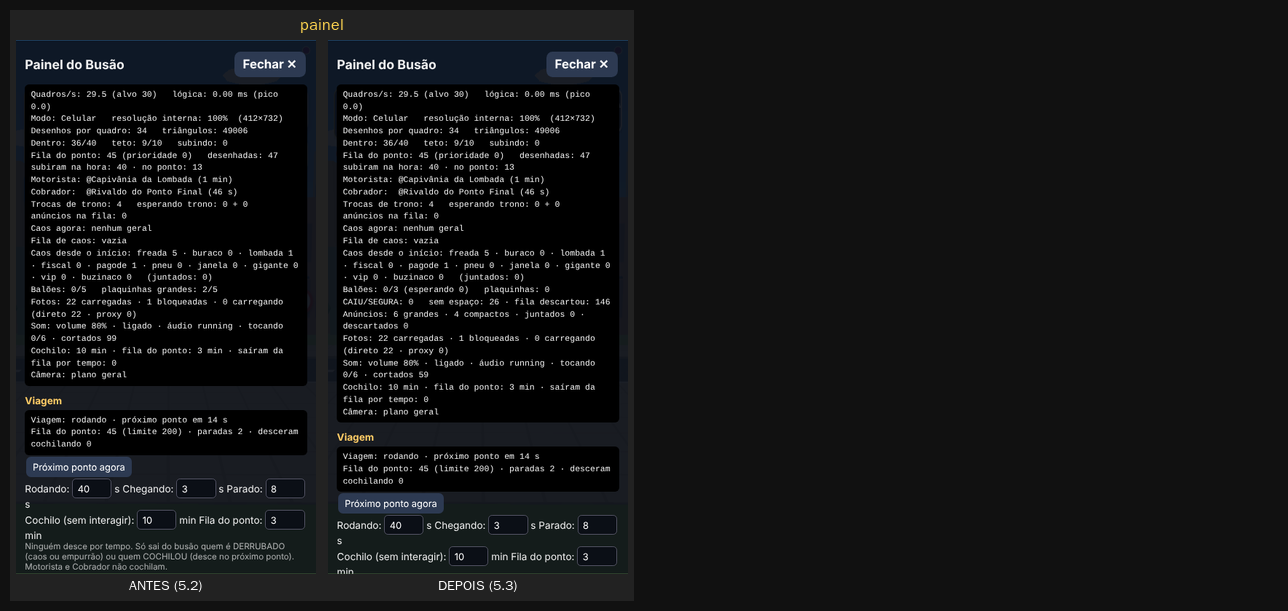 painel
Painel do Busão
Fechar ✕
Quadros/s: 29.5 (alvo 30)   lógica: 0.00 ms (pico
0.0)
Modo: Celular   resolução interna: 100%  (412×732)
Desenhos por quadro: 34   triângulos: 49006
Dentro: 36/40   teto: 9/10   subindo: 0
Fila do ponto: 45 (prioridade 0)   desenhadas: 47
subiram na hora: 40 · no ponto: 13
Motorista: @Capivânia da Lombada (1 min)
Cobrador:  @Rivaldo do Ponto Final (46 s)
Trocas de trono: 4   esperando trono: 0 + 0
anúncios na fila: 0
Caos agora: nenhum geral
Fila de caos: vazia
Caos desde o início: freada 5 · buraco 0 · lombada 1
· fiscal 0 · pagode 1 · pneu 0 · janela 0 · gigante 0
· vip 0 · buzinaco 0   (juntados: 0)
Balões: 0/5   plaquinhas grandes: 2/5
Fotos: 22 carregadas · 1 bloqueadas · 0 carregando
(direto 22 · proxy 0)
Som: volume 80% · ligado · áudio running · tocando
0/6 · cortados 99
Cochilo: 10 min · fila do ponto: 3 min · saíram da
fila por tempo: 0
Câmera: plano geral
Viagem
Viagem: rodando · próximo ponto em 14 s
Fila do ponto: 45 (limite 200) · paradas 2 · desceram
cochilando 0
Próximo ponto agora
Rodando: 40 s Chegando: 3 s Parado: 8
s
Cochilo (sem interagir): 10 min Fila do ponto: 3
min
Ninguém desce por tempo. Só sai do busão quem é DERRUBADO
(caos ou empurrão) ou quem COCHILOU (desce no próximo ponto).
Motorista e Cobrador não cochilam.
ANTES (5.2)
Painel do Busão
Fechar ✕
Quadros/s: 29.5 (alvo 30)   lógica: 0.00 ms (pico
0.0)
Modo: Celular   resolução interna: 100%  (412×732)
Desenhos por quadro: 34   triângulos: 49006
Dentro: 36/40   teto: 9/10   subindo: 0
Fila do ponto: 45 (prioridade 0)   desenhadas: 47
subiram na hora: 40 · no ponto: 13
Motorista: @Capivânia da Lombada (1 min)
Cobrador:  @Rivaldo do Ponto Final (46 s)
Trocas de trono: 4   esperando trono: 0 + 0
anúncios na fila: 0
Caos agora: nenhum geral
Fila de caos: vazia
Caos desde o início: freada 5 · buraco 0 · lombada 1
· fiscal 0 · pagode 1 · pneu 0 · janela 0 · gigante 0
· vip 0 · buzinaco 0   (juntados: 0)
Balões: 0/3 (esperando 0)   plaquinhas: 0
CAIU/SEGURA: 0   sem espaço: 26 · fila descartou: 146
Anúncios: 6 grandes · 4 compactos · juntados 0 ·
descartados 0
Fotos: 22 carregadas · 1 bloqueadas · 0 carregando
(direto 22 · proxy 0)
Som: volume 80% · ligado · áudio running · tocando
0/6 · cortados 59
Cochilo: 10 min · fila do ponto: 3 min · saíram da
fila por tempo: 0
Câmera: plano geral
Viagem
Viagem: rodando · próximo ponto em 14 s
Fila do ponto: 45 (limite 200) · paradas 2 · desceram
cochilando 0
Próximo ponto agora
Rodando: 40 s Chegando: 3 s Parado: 8
s
Cochilo (sem interagir): 10 min Fila do ponto: 3
min
DEPOIS (5.3)